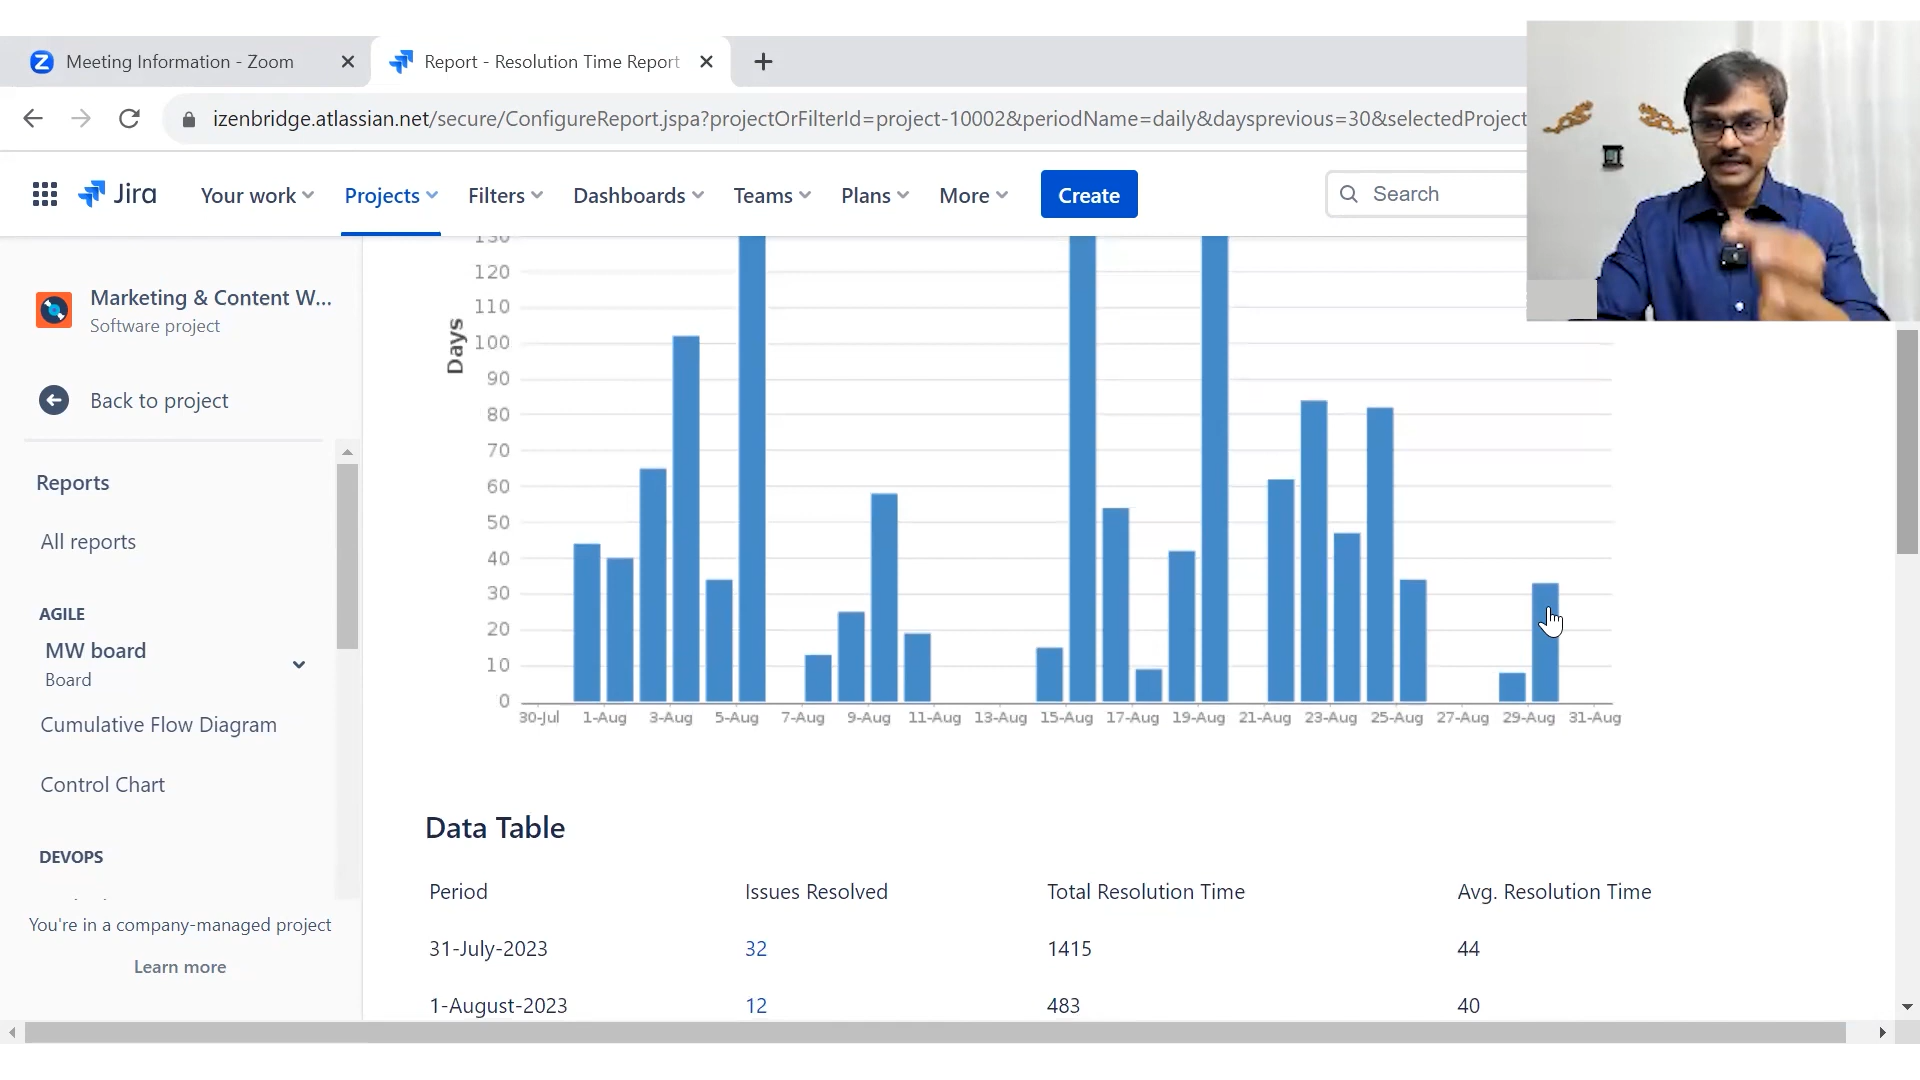 Meeting Information - Zoom
Report - Resolution Time Report
izenbridge.atlassian.net/secure/ConfigureReport.jspa?projectOrFilterId=project-10002&periodName=daily&daysprevious=30&selectedProject
Jira
Your work
Projects
Filters
Dashboards
Teams
Plans
More
Create
Search
Marketing & Content W...
Software project
Back to project
Reports
All reports
AGILE
MW board
Board
Cumulative Flow Diagram
Control Chart
DEVOPS
You're in a company-managed project
Learn more
Days
130
120
110
100
90
80
70
60
50
40
30
20
10
0
30-Jul 1-Aug 3-Aug 5-Aug 7-Aug 9-Aug 11-Aug 13-Aug 15-Aug 17-Aug 19-Aug 21-Aug 23-Aug 25-Aug 27-Aug 29-Aug 31-Aug
Data Table
Period Issues Resolved Total Resolution Time Avg. Resolution Time
31-July-2023 32 1415 44
1-August-2023 12 483 40